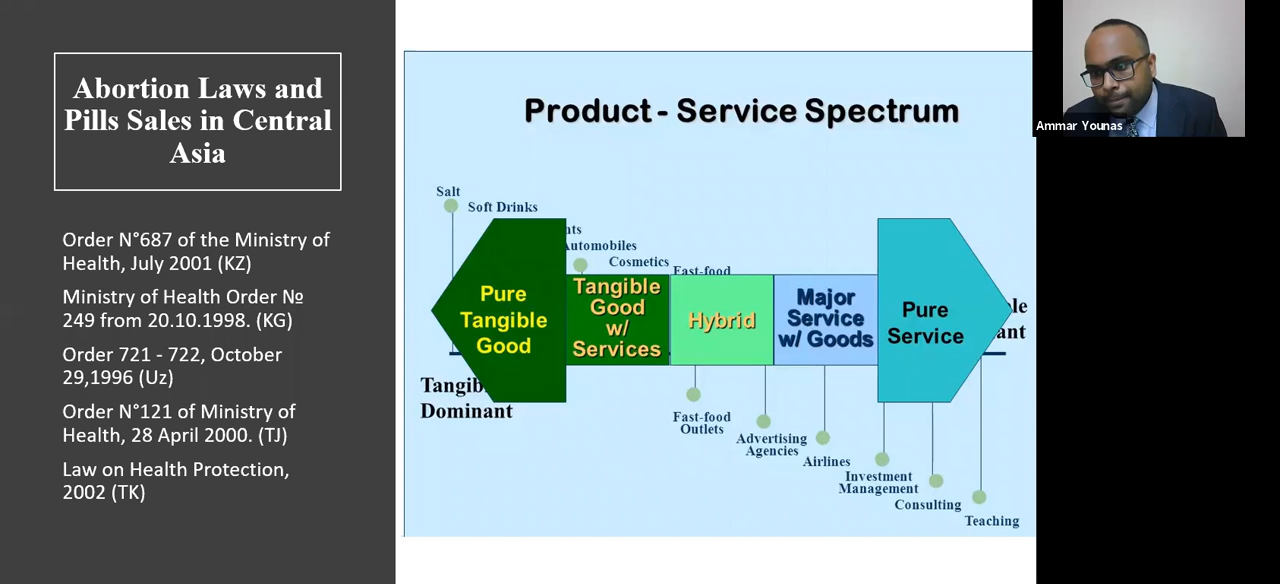 Abortion Laws and
Pills Sales in Central
Asia
Order N°687 of the Ministry of
Health, July 2001 (KZ)
Ministry of Health Order №
249 from 20.10.1998. (KG)
Order 721 - 722, October
29,1996 (Uz)
Order N°121 of Ministry of
Health, 28 April 2000. (TJ)
Law on Health Protection,
2002 (TK)
Product - Service Spectrum
Salt
Soft Drinks
nts
Automobiles
Cosmetics
Fast-food
Pure
Tangible
Good
Tangible
Good
w/
Services
Hybrid
Major
Service
w/ Goods
Pure
Service
le
ant
Tangib
Dominant
Fast-food
Outlets
Advertising
Agencies
Airlines
Investment
Management
Consulting
Teaching
Ammar Younas